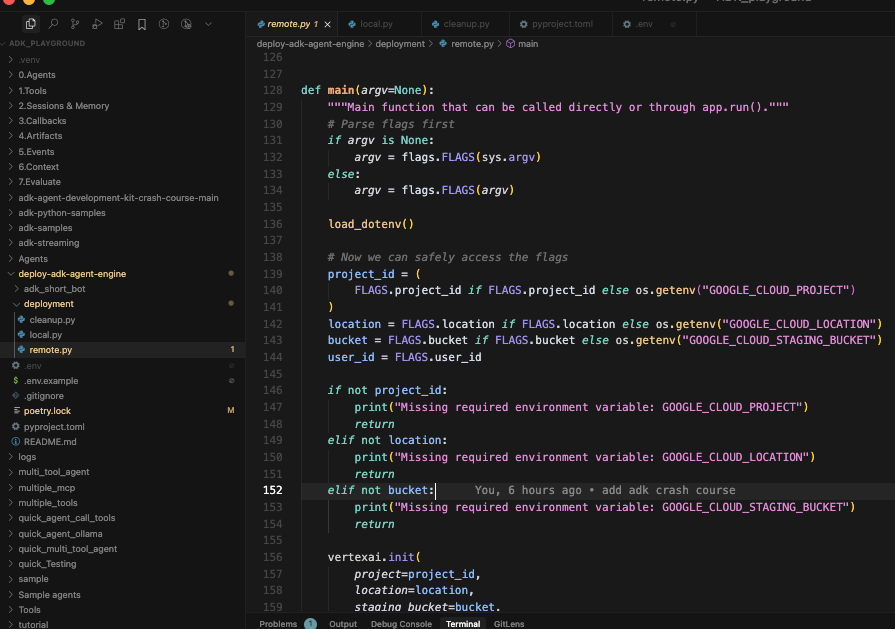 remote.py 1 ×
local.py
cleanup.py
pyproject.toml
.env
ADK_PLAYGROUND
.venv
0.Agents
1.Tools
2.Sessions & Memory
3.Callbacks
4.Artifacts
5.Events
6.Context
7.Evaluate
adk-agent-development-kit-crash-course-main
adk-python-samples
adk-samples
adk-streaming
Agents
deploy-adk-agent-engine
adk_short_bot
deployment
cleanup.py
local.py
remote.py 1
.env
.env.example
.gitignore
poetry.lock M
pyproject.toml
README.md
logs
multi_tool_agent
multiple_mcp
multiple_tools
quick_agent_call_tools
quick_agent_ollama
quick_multi_tool_agent
quick_Testing
sample
Sample agents
Tools
tutorial
deploy-adk-agent-engine > deployment > remote.py > main
126
127
128 def main(argv=None):
129 """Main function that can be called directly or through app.run()."""
130 # Parse flags first
131 if argv is None:
132 argv = flags.FLAGS(sys.argv)
133 else:
134 argv = flags.FLAGS(argv)
135
136 load_dotenv()
137
138 # Now we can safely access the flags
139 project_id = (
140 FLAGS.project_id if FLAGS.project_id else os.getenv("GOOGLE_CLOUD_PROJECT")
141 )
142 location = FLAGS.location if FLAGS.location else os.getenv("GOOGLE_CLOUD_LOCATION")
143 bucket = FLAGS.bucket if FLAGS.bucket else os.getenv("GOOGLE_CLOUD_STAGING_BUCKET")
144 user_id = FLAGS.user_id
145
146 if not project_id:
147 print("Missing required environment variable: GOOGLE_CLOUD_PROJECT")
148 return
149 elif not location:
150 print("Missing required environment variable: GOOGLE_CLOUD_LOCATION")
151 return
152 elif not bucket: You, 6 hours ago • add adk crash course
153 print("Missing required environment variable: GOOGLE_CLOUD_STAGING_BUCKET")
154 return
155
156 vertexai.init(
157 project=project_id,
158 location=location,
159 staging_bucket=bucket,
Problems 1 Output Debug Console Terminal GitLens